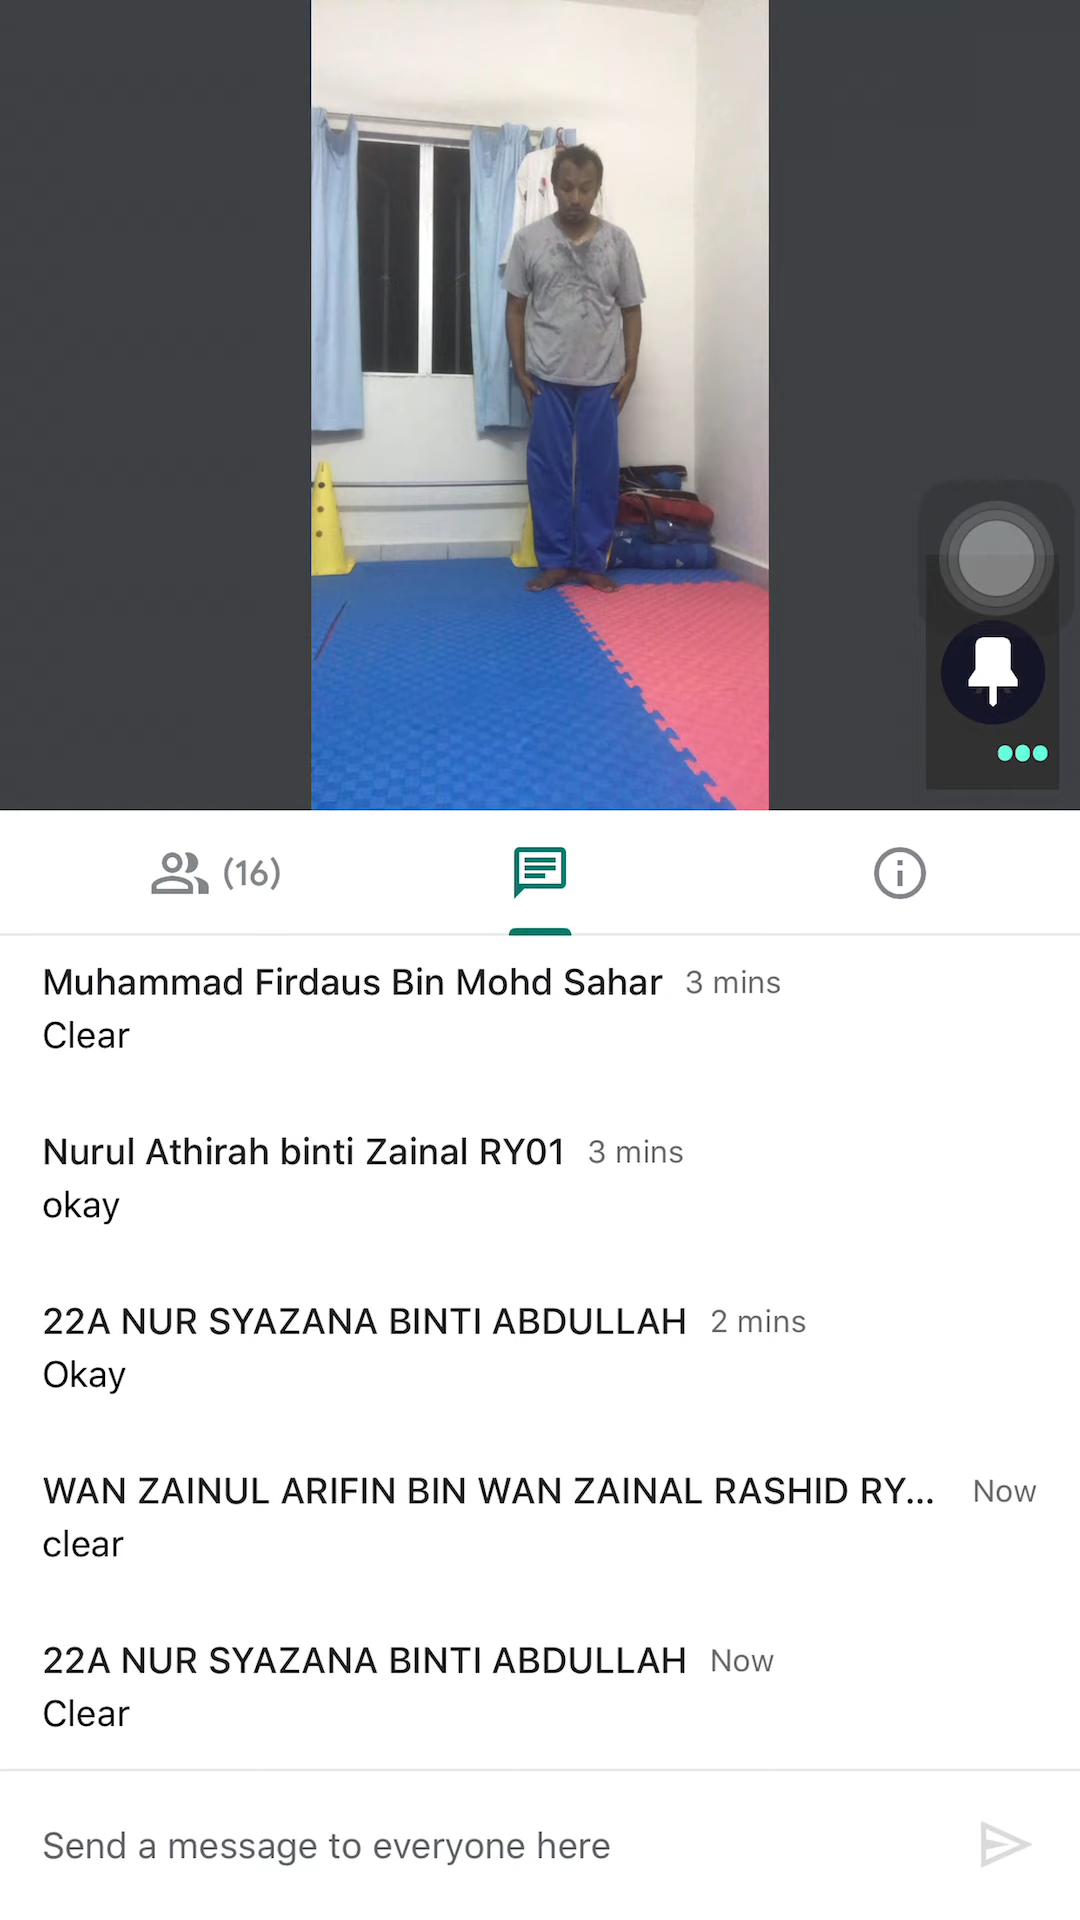 (16)
Muhammad Firdaus Bin Mohd Sahar 3 mins
Clear
Nurul Athirah binti Zainal RY01 3 mins
okay
22A NUR SYAZANA BINTI ABDULLAH 2 mins
Okay
WAN ZAINUL ARIFIN BIN WAN ZAINAL RASHID RY... Now
clear
22A NUR SYAZANA BINTI ABDULLAH Now
Clear
Send a message to everyone here